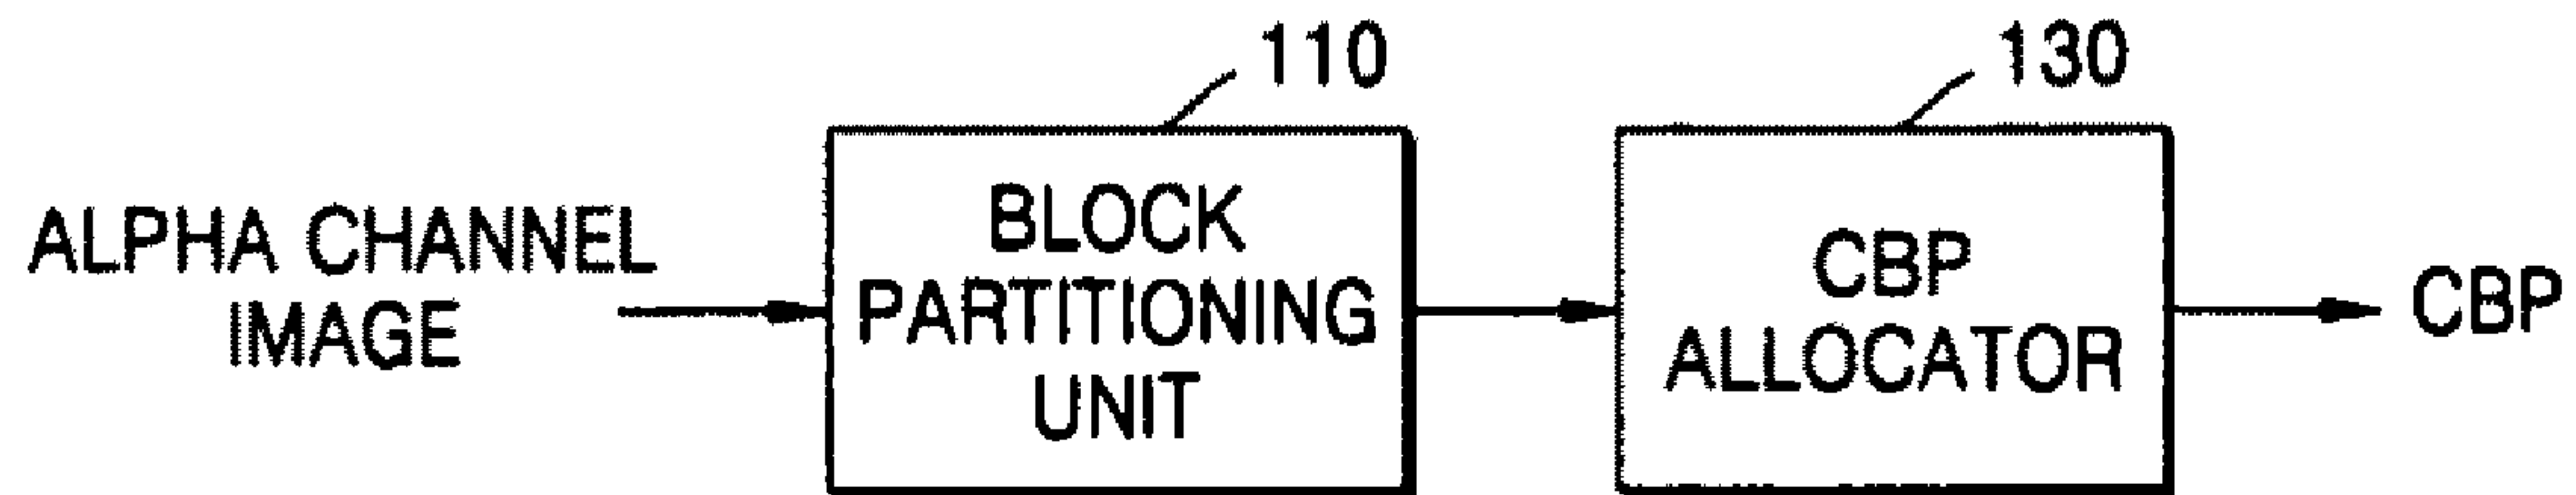 110
130
ALPHA CHANNEL
IMAGE
BLOCK
PARTITIONING
UNIT
CBP
ALLOCATOR
CBP